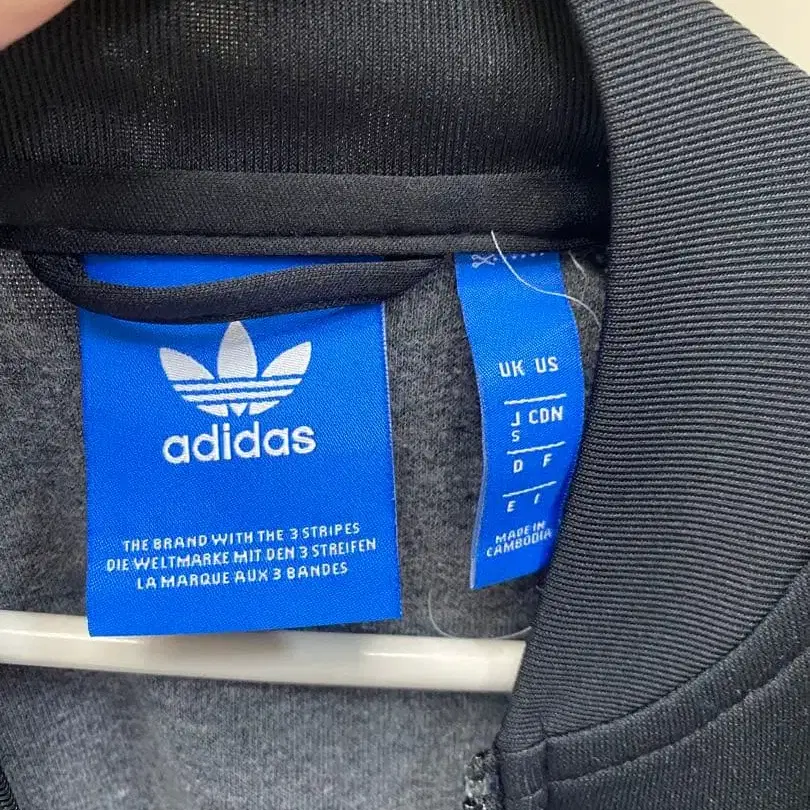 adidas
THE BRAND WITH THE 3 STRIPES
DIE WELTMARKE MIT DEN 3 STREIFEN
LA MARQUE AUX 3 BANDES
UK US
J CDN
S
D F
E I
MADE IN
CAMBODIA